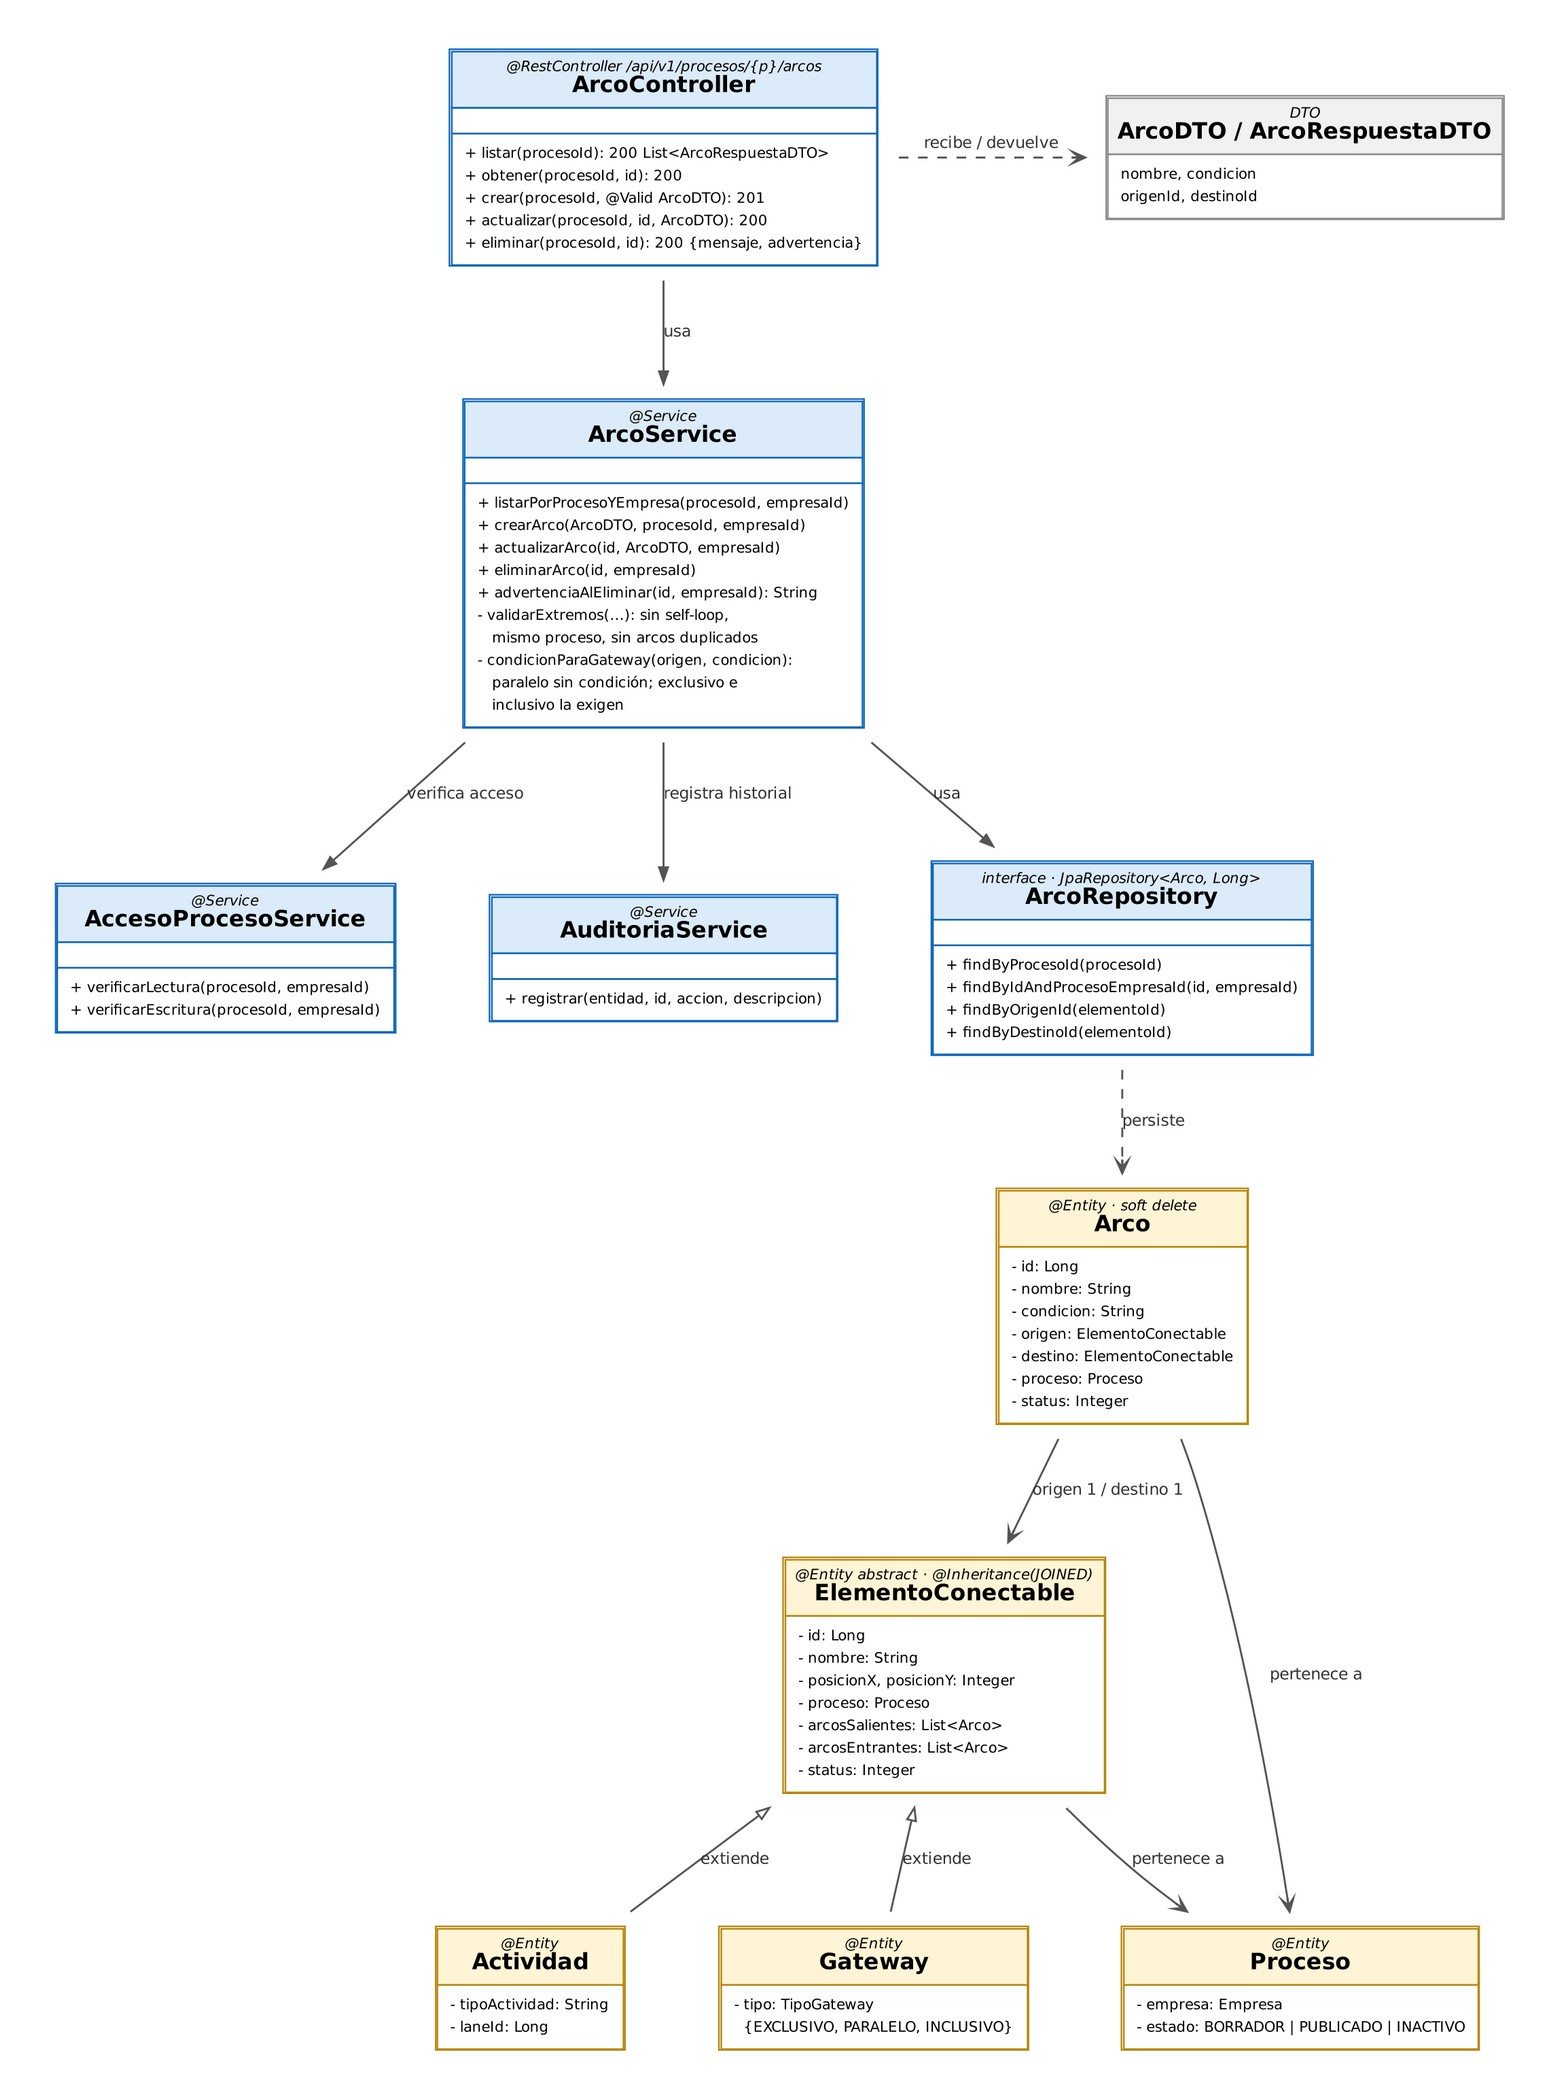 @RestController /api/v1/procesos/{p}/arcos
ArcoController
+ listar(procesoId): 200 List<ArcoRespuestaDTO>
+ obtener(procesoId, id): 200
+ crear(procesoId, @Valid ArcoDTO): 201
+ actualizar(procesoId, id, ArcoDTO): 200
+ eliminar(procesoId, id): 200 {mensaje, advertencia}
recibe / devuelve
DTO
ArcoDTO / ArcoRespuestaDTO
nombre, condicion
origenId, destinoId
usa
@Service
ArcoService
+ listarPorProcesoYEmpresa(procesoId, empresaId)
+ crearArco(ArcoDTO, procesoId, empresaId)
+ actualizarArco(id, ArcoDTO, empresaId)
+ eliminarArco(id, empresaId)
+ advertenciaAlEliminar(id, empresaId): String
- validarExtremos(...): sin self-loop,
mismo proceso, sin arcos duplicados
- condicionParaGateway(origen, condicion):
paralelo sin condición; exclusivo e
inclusivo la exigen
verifica acceso
registra historial
usa
@Service
AccesoProcesoService
+ verificarLectura(procesoId, empresaId)
+ verificarEscritura(procesoId, empresaId)
@Service
AuditoriaService
+ registrar(entidad, id, accion, descripcion)
interface · JpaRepository<Arco, Long>
ArcoRepository
+ findByProcesoId(procesoId)
+ findByIdAndProcesoEmpresaId(id, empresaId)
+ findByOrigenId(elementoId)
+ findByDestinoId(elementoId)
persiste
@Entity · soft delete
Arco
- id: Long
- nombre: String
- condicion: String
- origen: ElementoConectable
- destino: ElementoConectable
- proceso: Proceso
- status: Integer
origen 1 / destino 1
pertenece a
@Entity abstract · @Inheritance(JOINED)
ElementoConectable
- id: Long
- nombre: String
- posicionX, posicionY: Integer
- proceso: Proceso
- arcosSalientes: List<Arco>
- arcosEntrantes: List<Arco>
- status: Integer
extiende
extiende
pertenece a
@Entity
Actividad
- tipoActividad: String
- laneId: Long
@Entity
Gateway
- tipo: TipoGateway
{EXCLUSIVO, PARALELO, INCLUSIVO}
@Entity
Proceso
- empresa: Empresa
- estado: BORRADOR | PUBLICADO | INACTIVO